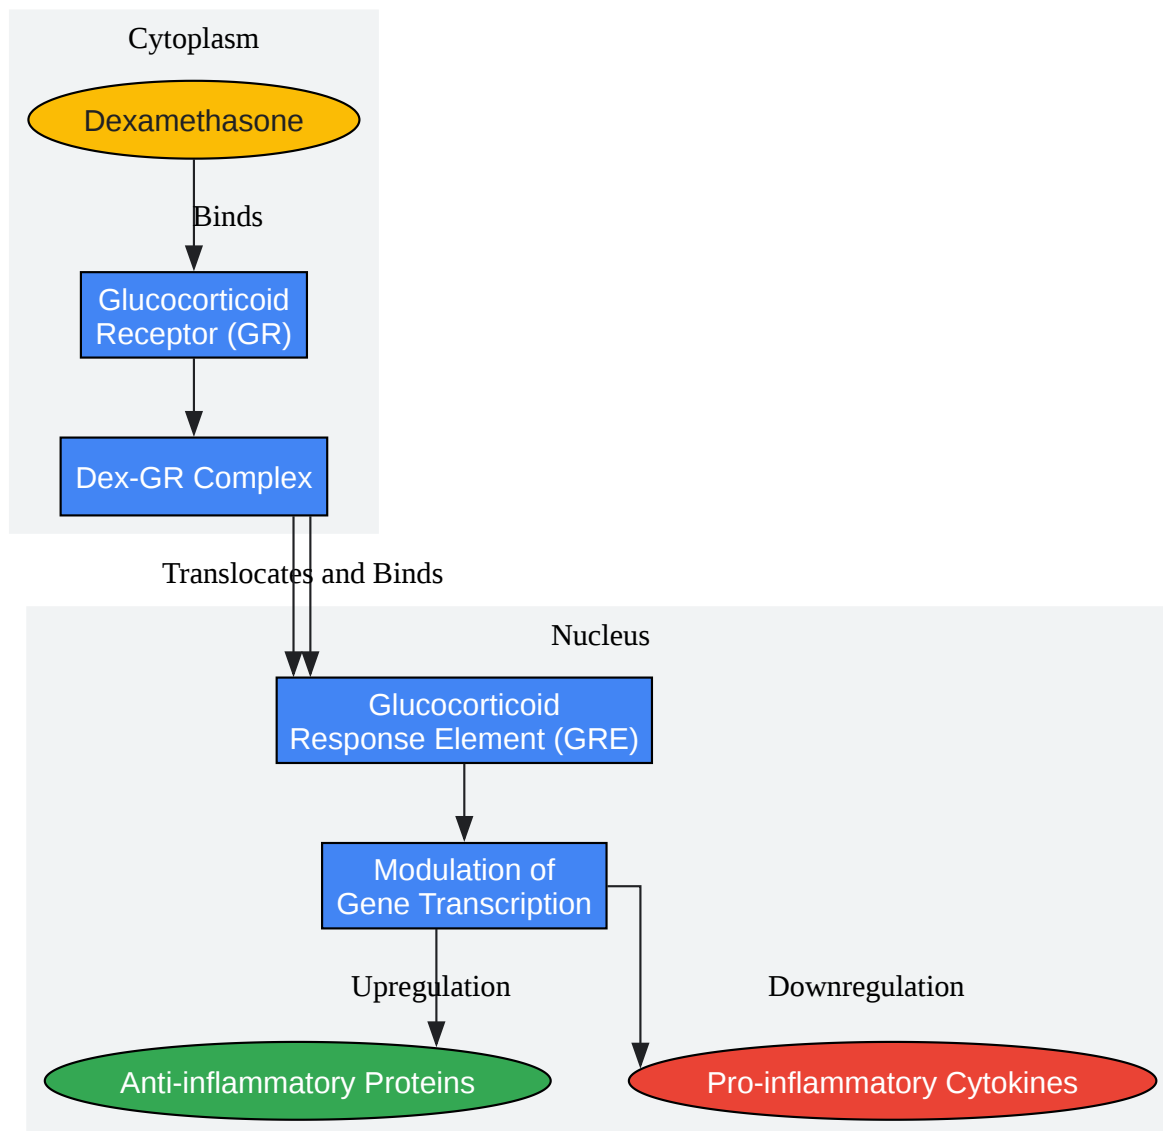 Cytoplasm
Dexamethasone
Binds
Glucocorticoid
Receptor (GR)
Dex-GR Complex
Translocates and Binds
Nucleus
Glucocorticoid
Response Element (GRE)
Modulation of
Gene Transcription
Upregulation
Downregulation
Anti-inflammatory Proteins
Pro-inflammatory Cytokines